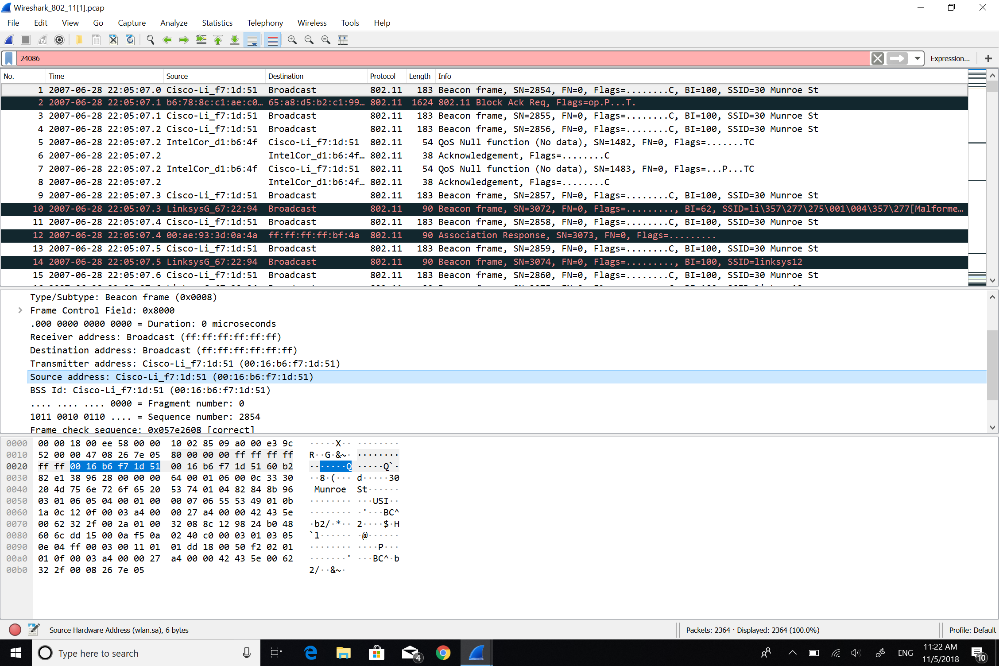 Wireshark_802_11[1].pcap
File Edit View Go Capture Analyze Statistics Telephony Wireless Tools Help
24086 Expression... +
No. Time Source Destination Protocol Length Info
1 2007-06-28 22:05:07.0 Cisco-Li_f7:1d:51 Broadcast 802.11 183 Beacon frame, SN=2854, FN=0, Flags=........C, BI=100, SSID=30 Munroe St
2 2007-06-28 22:05:07.1 b6:78:8c:c1:ae:c0… 65:a8:d5:b2:c1:99… 802.11 1624 802.11 Block Ack Req, Flags=op.P...T.
3 2007-06-28 22:05:07.1 Cisco-Li_f7:1d:51 Broadcast 802.11 183 Beacon frame, SN=2855, FN=0, Flags=........C, BI=100, SSID=30 Munroe St
4 2007-06-28 22:05:07.2 Cisco-Li_f7:1d:51 Broadcast 802.11 183 Beacon frame, SN=2856, FN=0, Flags=........C, BI=100, SSID=30 Munroe St
5 2007-06-28 22:05:07.2 IntelCor_d1:b6:4f Cisco-Li_f7:1d:51 802.11 54 QoS Null function (No data), SN=1482, FN=0, Flags=.......TC
6 2007-06-28 22:05:07.2 IntelCor_d1:b6:4f… 802.11 38 Acknowledgement, Flags=........C
7 2007-06-28 22:05:07.2 IntelCor_d1:b6:4f Cisco-Li_f7:1d:51 802.11 54 QoS Null function (No data), SN=1483, FN=0, Flags=...P...TC
8 2007-06-28 22:05:07.2 IntelCor_d1:b6:4f… 802.11 38 Acknowledgement, Flags=........C
9 2007-06-28 22:05:07.3 Cisco-Li_f7:1d:51 Broadcast 802.11 183 Beacon frame, SN=2857, FN=0, Flags=........C, BI=100, SSID=30 Munroe St
10 2007-06-28 22:05:07.3 LinksysG_67:22:94 Broadcast 802.11 90 Beacon frame, SN=3072, FN=0, Flags=........., BI=62, SSID=li\357\277\275\001\004\357\277[Malforme…
11 2007-06-28 22:05:07.4 Cisco-Li_f7:1d:51 Broadcast 802.11 183 Beacon frame, SN=2858, FN=0, Flags=........C, BI=100, SSID=30 Munroe St
12 2007-06-28 22:05:07.4 00:ae:93:3d:0a:4a ff:ff:ff:ff:bf:4a 802.11 90 Association Response, SN=3073, FN=0, Flags=.........
13 2007-06-28 22:05:07.5 Cisco-Li_f7:1d:51 Broadcast 802.11 183 Beacon frame, SN=2859, FN=0, Flags=........C, BI=100, SSID=30 Munroe St
14 2007-06-28 22:05:07.5 LinksysG_67:22:94 Broadcast 802.11 90 Beacon frame, SN=3074, FN=0, Flags=........., BI=100, SSID=linksys12
15 2007-06-28 22:05:07.6 Cisco-Li_f7:1d:51 Broadcast 802.11 183 Beacon frame, SN=2860, FN=0, Flags=........C, BI=100, SSID=30 Munroe St
Type/Subtype: Beacon frame (0x0008)
Frame Control Field: 0x8000
.000 0000 0000 0000 = Duration: 0 microseconds
Receiver address: Broadcast (ff:ff:ff:ff:ff:ff)
Destination address: Broadcast (ff:ff:ff:ff:ff:ff)
Transmitter address: Cisco-Li_f7:1d:51 (00:16:b6:f7:1d:51)
Source address: Cisco-Li_f7:1d:51 (00:16:b6:f7:1d:51)
BSS Id: Cisco-Li_f7:1d:51 (00:16:b6:f7:1d:51)
.... .... .... 0000 = Fragment number: 0
1011 0010 0110 .... = Sequence number: 2854
Frame check sequence: 0x057e2608 [correct]
0000 00 00 18 00 ee 58 00 00 10 02 85 09 a0 00 e3 9c ·····X·· ········
0010 52 00 00 47 08 26 7e 05 80 00 00 00 ff ff ff ff R··G·&~· ········
0020 ff ff 00 16 b6 f7 1d 51 00 16 b6 f7 1d 51 60 b2 ·······Q ·····Q`·
0030 82 e1 38 96 28 00 00 00 64 00 01 06 00 0c 33 30 ··8·(··· d·····30
0040 20 4d 75 6e 72 6f 65 20 53 74 01 04 82 84 8b 96 Munroe St······
0050 03 01 06 05 04 00 01 00 00 07 06 55 53 49 01 0b ········ ···USI··
0060 1a 0c 12 0f 00 03 a4 00 00 27 a4 00 00 42 43 5e ········ ·'···BC^
0070 00 62 32 2f 00 2a 01 00 32 08 8c 12 98 24 b0 48 ·b2/·*·· 2····$·H
0080 60 6c dd 15 00 0a f5 0a 02 40 c0 00 03 01 03 05 `l······ ·@······
0090 0e 04 ff 00 03 00 11 01 01 dd 18 00 50 f2 02 01 ········ ····P···
00a0 01 0f 00 03 a4 00 00 27 a4 00 00 42 43 5e 00 62 ·······' ···BC^·b
00b0 32 2f 00 08 26 7e 05 2/··&~·
Source Hardware Address (wlan.sa), 6 bytes Packets: 2364 · Displayed: 2364 (100.0%) Profile: Default
Type here to search 4 ENG 11:22 AM 10
11/5/2018